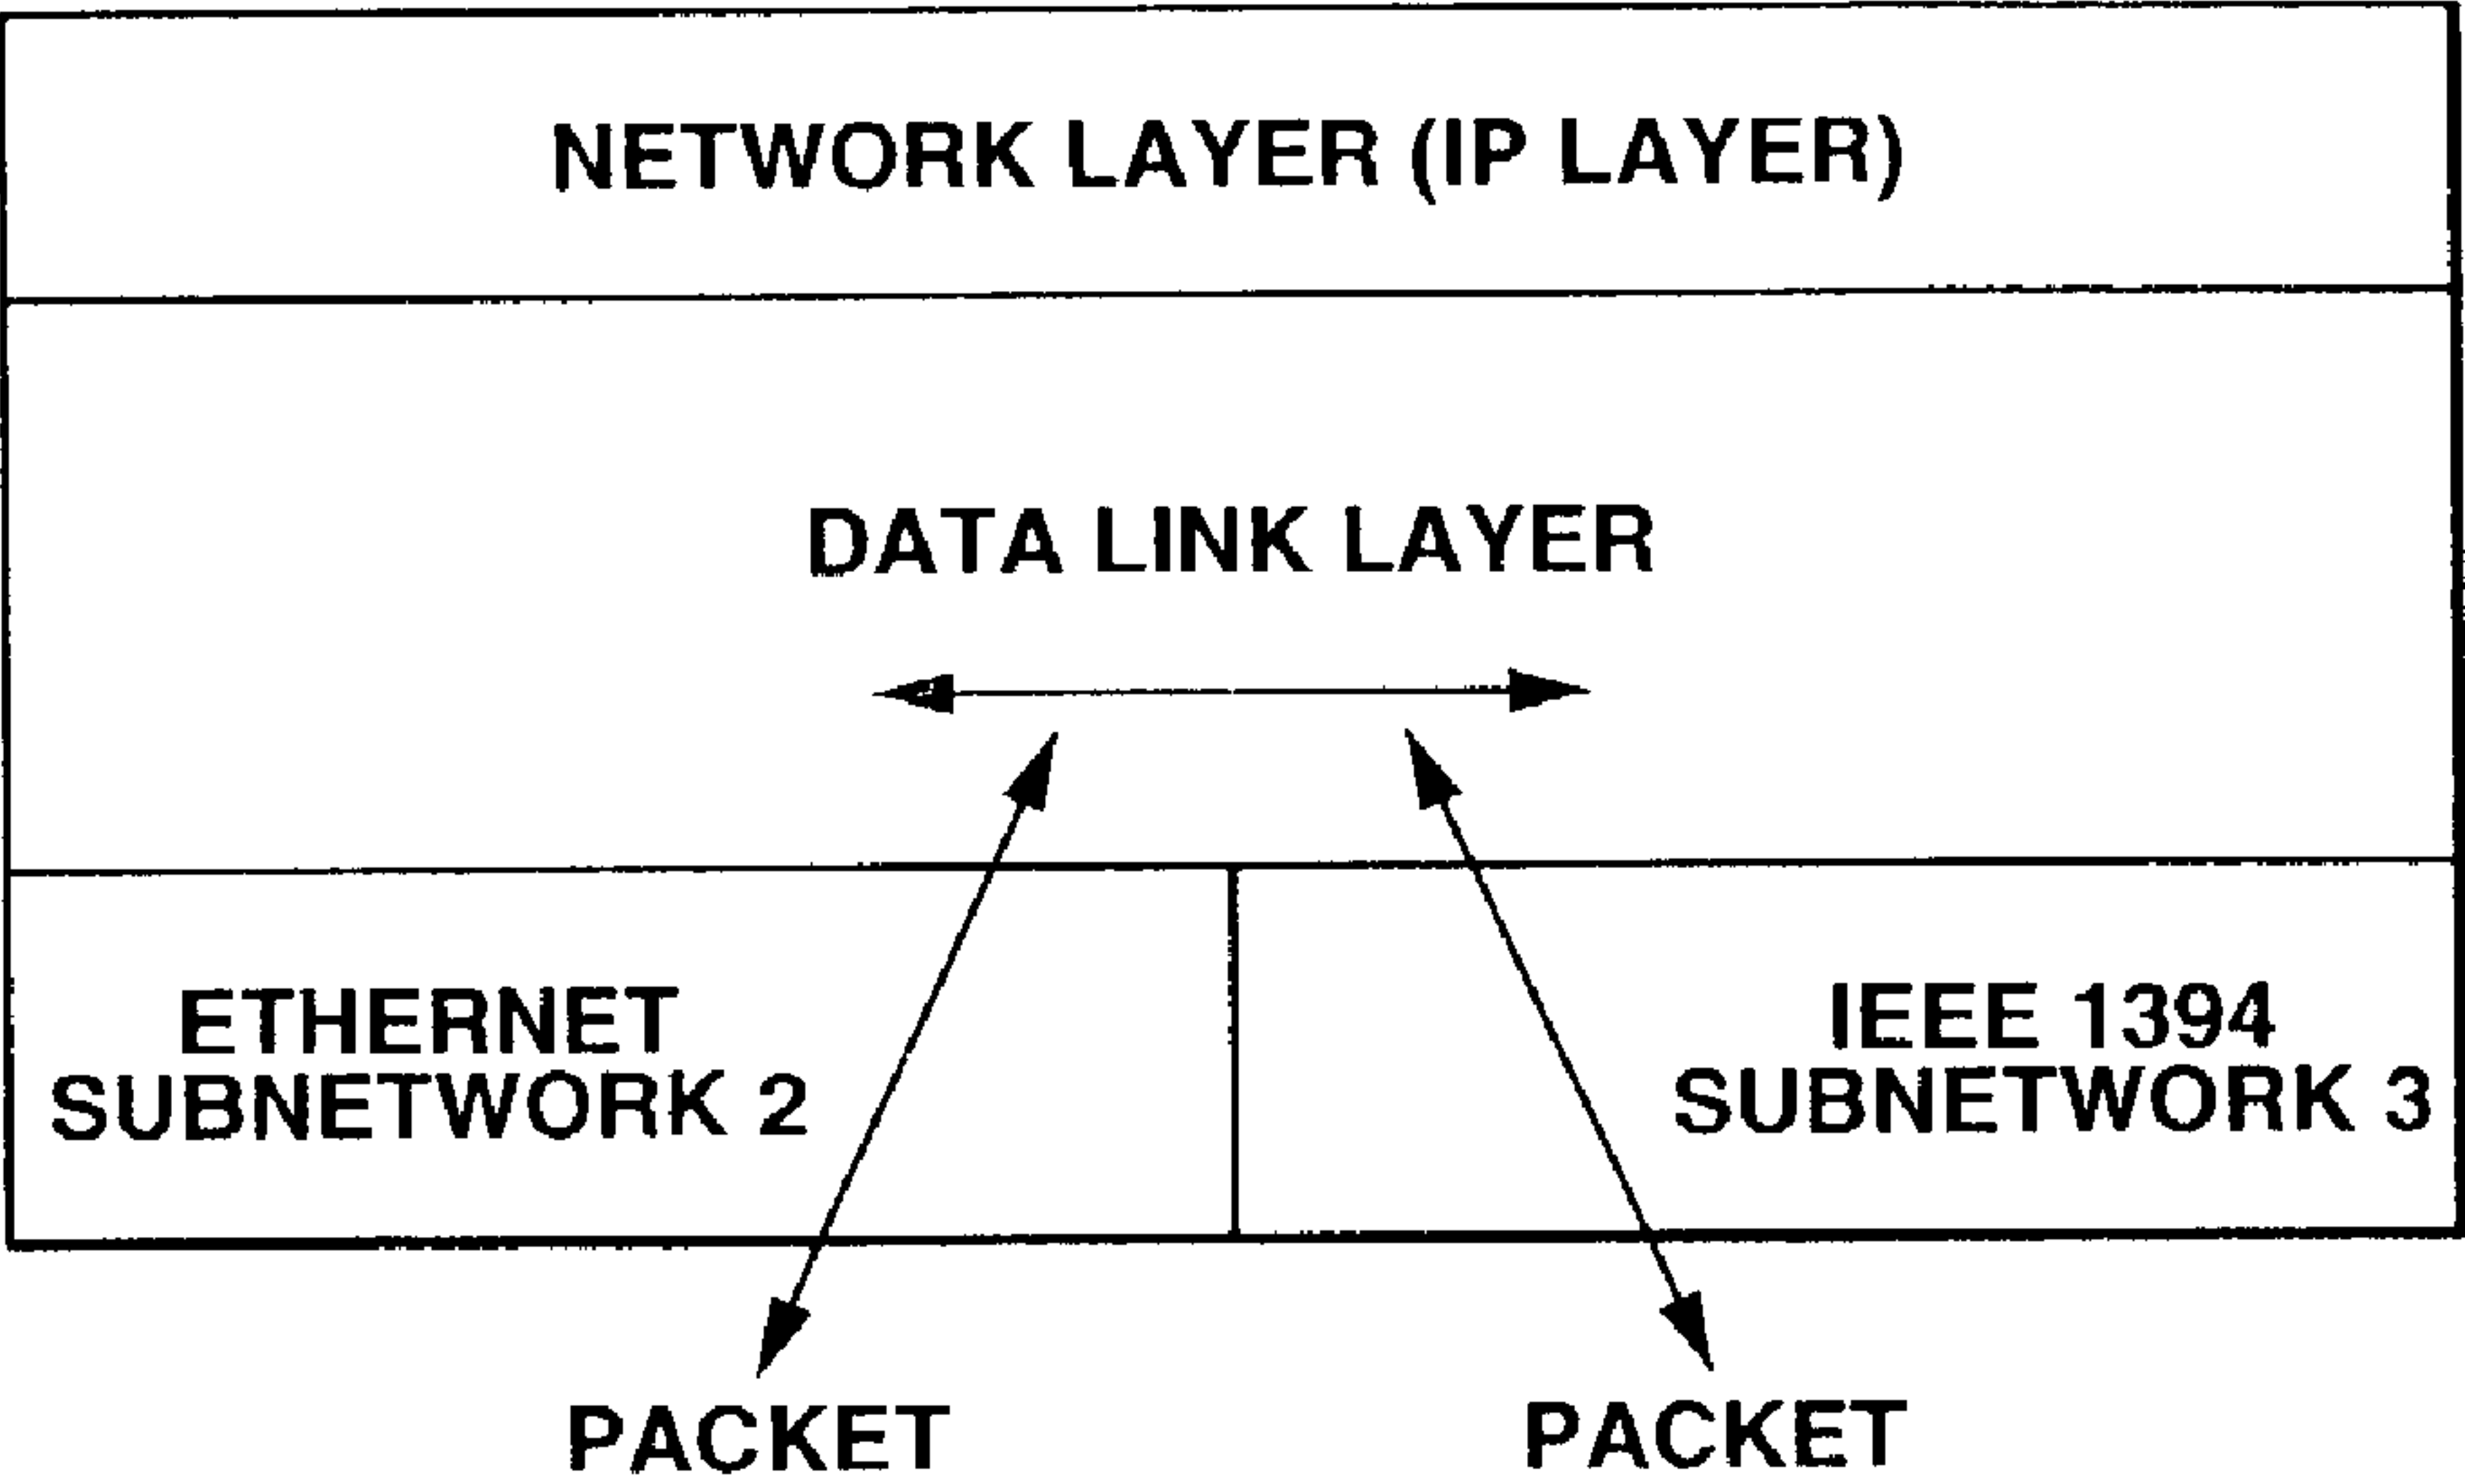 NETWORK LAYER (IP LAYER)
DATA LINK LAYER
ETHERNET
SUBNETWORK 2
IEEE 1394
SUBNETWORK 3
PACKET
PACKET